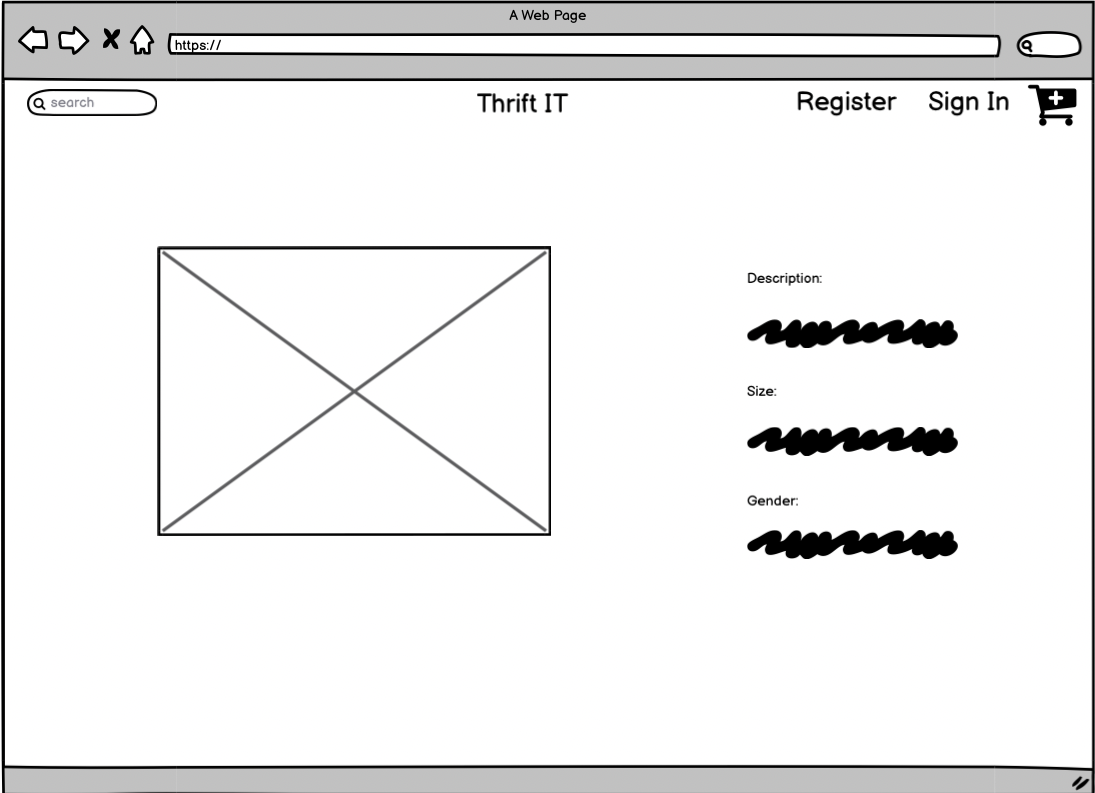 A Web Page
https://
search
Thrift IT
Register
Sign In
Description:
Size:
Gender: